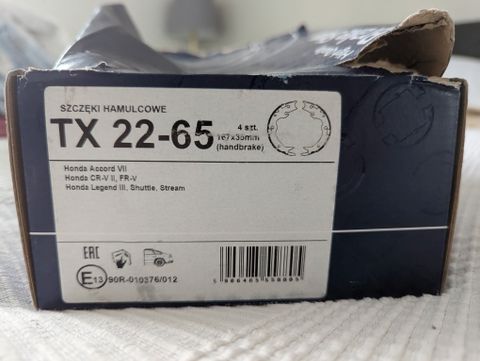 SZCZĘKI HAMULCOWE
TX 22-65
4 szt.
167x35mm
(handbrake)
Honda Accord VII
Honda CR-V II, FR-V
Honda Legend III, Shuttle, Stream
EAC
E13 90R-010376/012